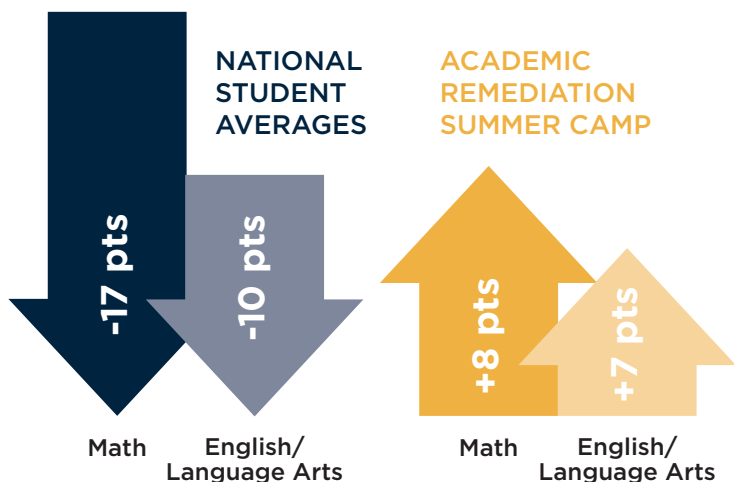 NATIONAL
STUDENT
AVERAGES
-17 pts
-10 pts
Math
English/
Language Arts
ACADEMIC
REMEDIATION
SUMMER CAMP
+8 pts
+7 pts
Math
English/
Language Arts